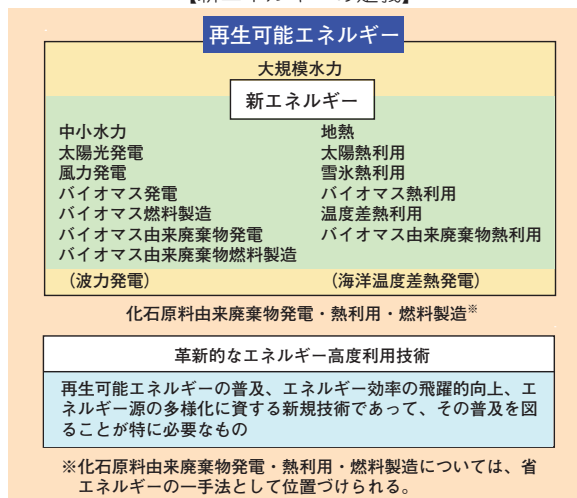 再生可能エネルギー
大規模水力
新エネルギー
中小水力
太陽光発電
風力発電
バイオマス発電
バイオマス燃料製造
バイオマス由来廃棄物発電
バイオマス由来廃棄物燃料製造
地熱
太陽熱利用
雪氷熱利用
バイオマス熱利用
温度差熱利用
バイオマス由来廃棄物熱利用
（波力発電）
（海洋温度差熱発電）
化石原料由来廃棄物発電・熱利用・燃料製造※
革新的なエネルギー高度利用技術
再生可能エネルギーの普及、エネルギー効率の飛躍的向上、エ
ネルギー源の多様化に資する新規技術であって、その普及を図
ることが特に必要なもの
※化石原料由来廃棄物発電・熱利用・燃料製造については、省
エネルギーの一手法として位置づけられる。